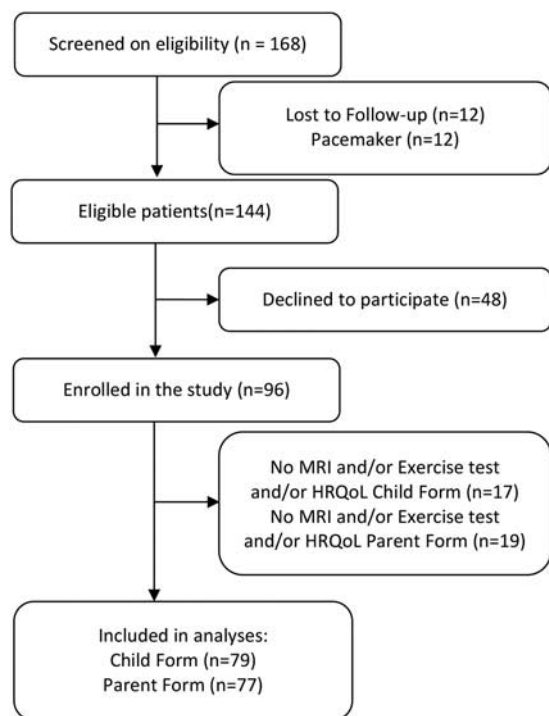 Screened on eligibility (n = 168)
Lost to Follow-up (n=12)
Pacemaker (n=12)
Eligible patients(n=144)
Declined to participate (n=48)
Enrolled in the study (n=96)
No MRI and/or Exercise test
and/or HRQoL Child Form (n=17)
No MRI and/or Exercise test
and/or HRQoL Parent Form (n=19)
Included in analyses:
Child Form (n=79)
Parent Form (n=77)